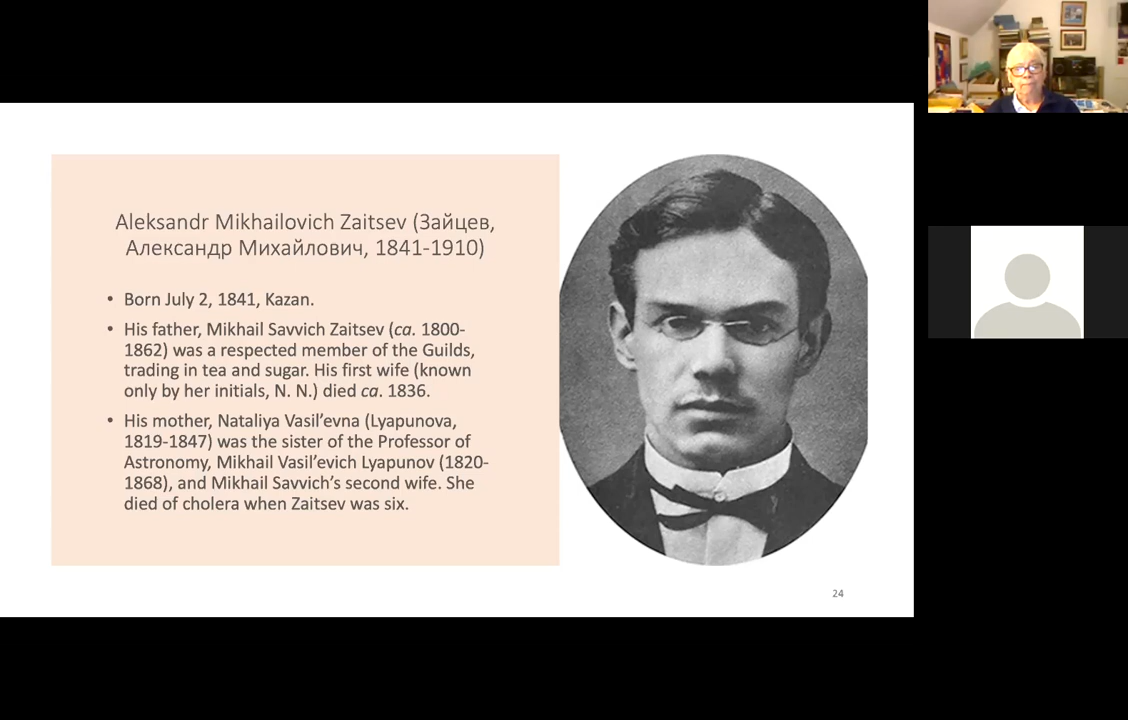 Aleksandr Mikhailovich Zaitsev (Зайцев,
Александр Михайлович, 1841-1910)
• Born July 2, 1841, Kazan.
• His father, Mikhail Savvich Zaitsev (ca. 1800-
1862) was a respected member of the Guilds,
trading in tea and sugar. His first wife (known
only by her initials, N. N.) died ca. 1836.
• His mother, Nataliya Vasil’evna (Lyapunova,
1819-1847) was the sister of the Professor of
Astronomy, Mikhail Vasil’evich Lyapunov (1820-
1868), and Mikhail Savvich’s second wife. She
died of cholera when Zaitsev was six.
24